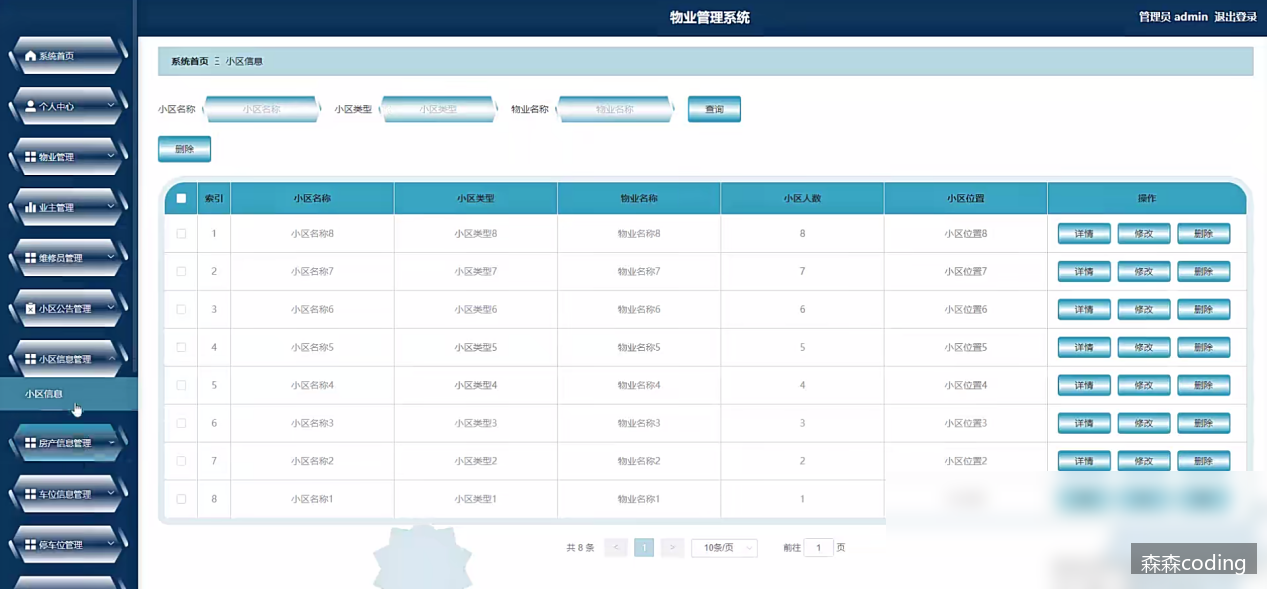 物业管理系统
管理员 admin 退出登录
系统首页
个人中心
物业管理
业主管理
维修员管理
小区公告管理
小区信息管理
小区信息
房产信息管理
车位信息管理
停车位管理
系统首页 Ξ 小区信息
小区名称 小区名称 小区类型 小区类型 物业名称 物业名称 查询
删除
索引 小区名称 小区类型 物业名称 小区人数 小区位置 操作
1 小区名称8 小区类型8 物业名称8 8 小区位置8 详情 修改 删除
2 小区名称7 小区类型7 物业名称7 7 小区位置7 详情 修改 删除
3 小区名称6 小区类型6 物业名称6 6 小区位置6 详情 修改 删除
4 小区名称5 小区类型5 物业名称5 5 小区位置5 详情 修改 删除
5 小区名称4 小区类型4 物业名称4 4 小区位置4 详情 修改 删除
6 小区名称3 小区类型3 物业名称3 3 小区位置3 详情 修改 删除
7 小区名称2 小区类型2 物业名称2 2 小区位置2 详情 修改 删除
8 小区名称1 小区类型1 物业名称1 1
共 8 条 < 1 > 10条/页 前往 1 页
森森coding